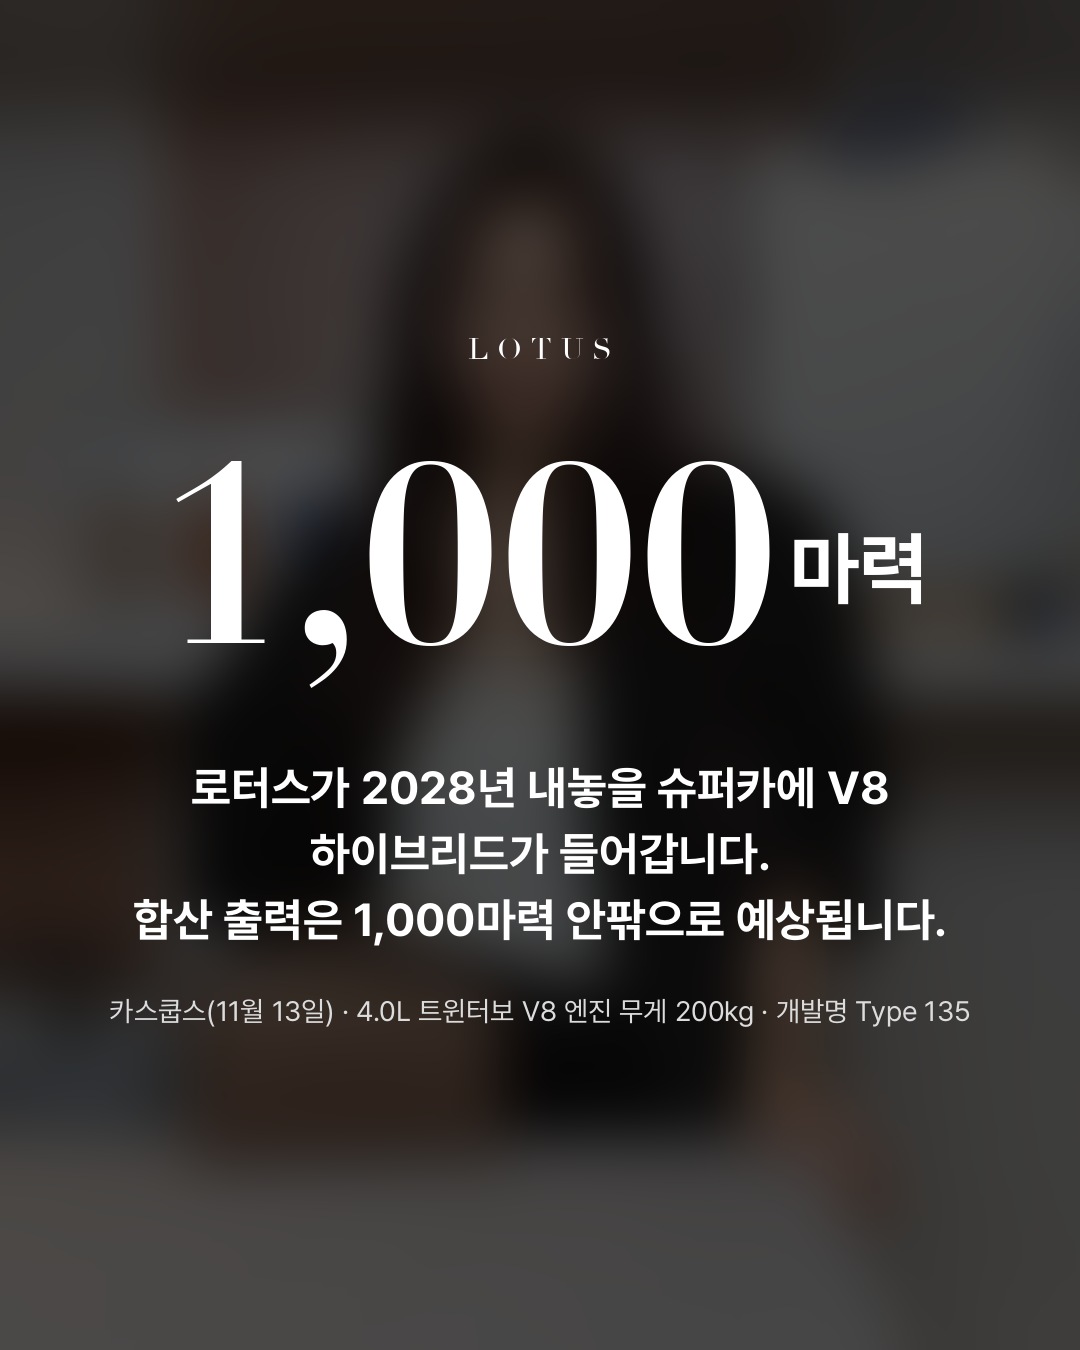 LOTUS
1,000 마력
로터스가 2028년 내놓을 슈퍼카에 V8
하이브리드가 들어갑니다.
합산 출력은 1,000마력 안팎으로 예상됩니다.
카스쿱스(11월 13일) · 4.0L 트윈터보 V8 엔진 무게 200kg · 개발명 Type 135